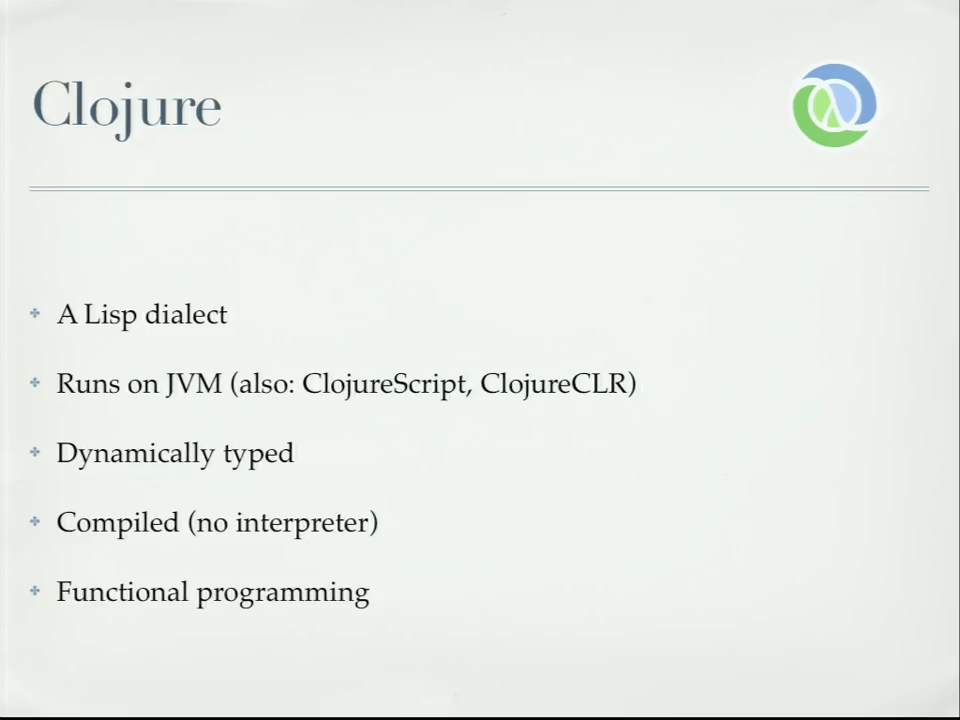 Clojure
A Lisp dialect
Runs on JVM (also: ClojureScript, ClojureCLR)
Dynamically typed
Compiled (no interpreter)
Functional programming